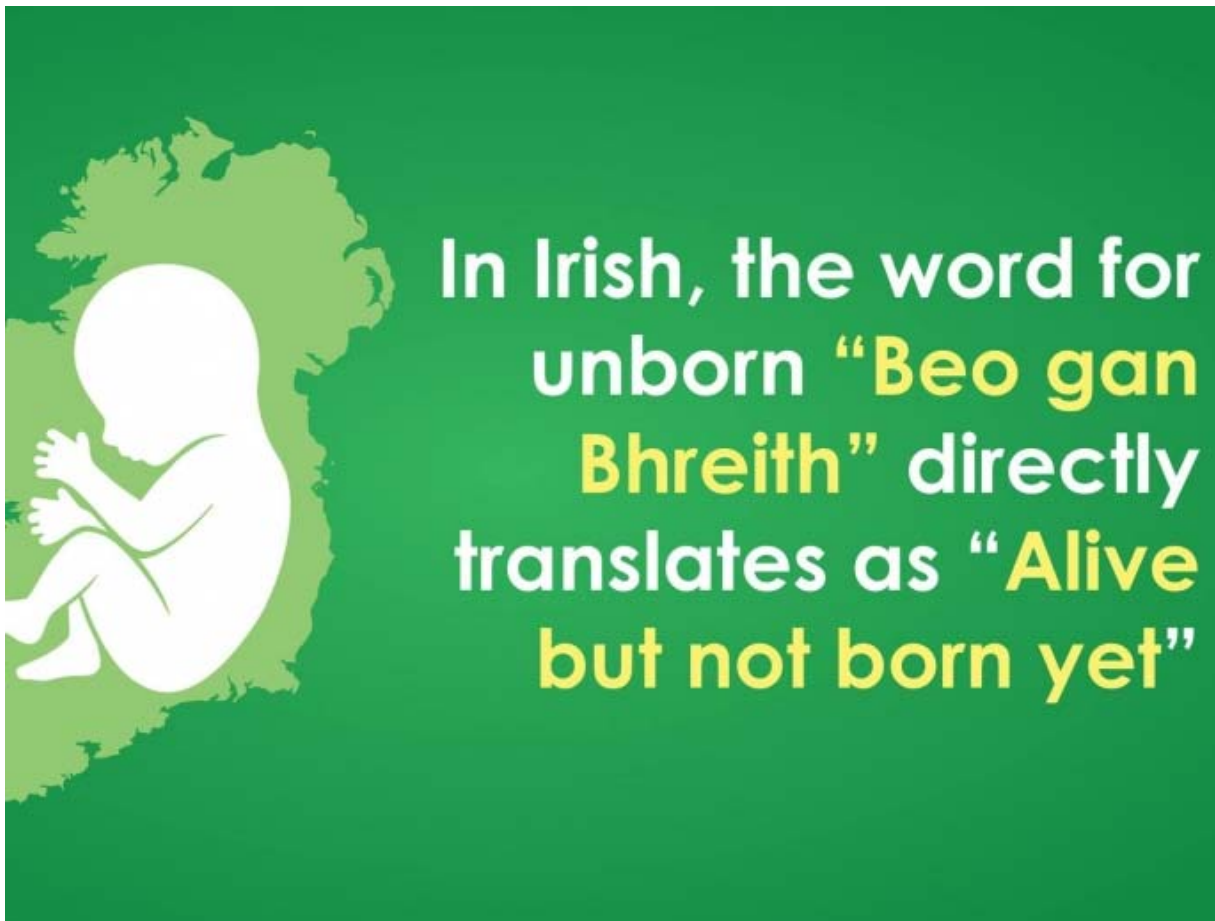 In Irish, the word for
unborn “Beo gan
Bhreith” directly
translates as “Alive
but not born yet”